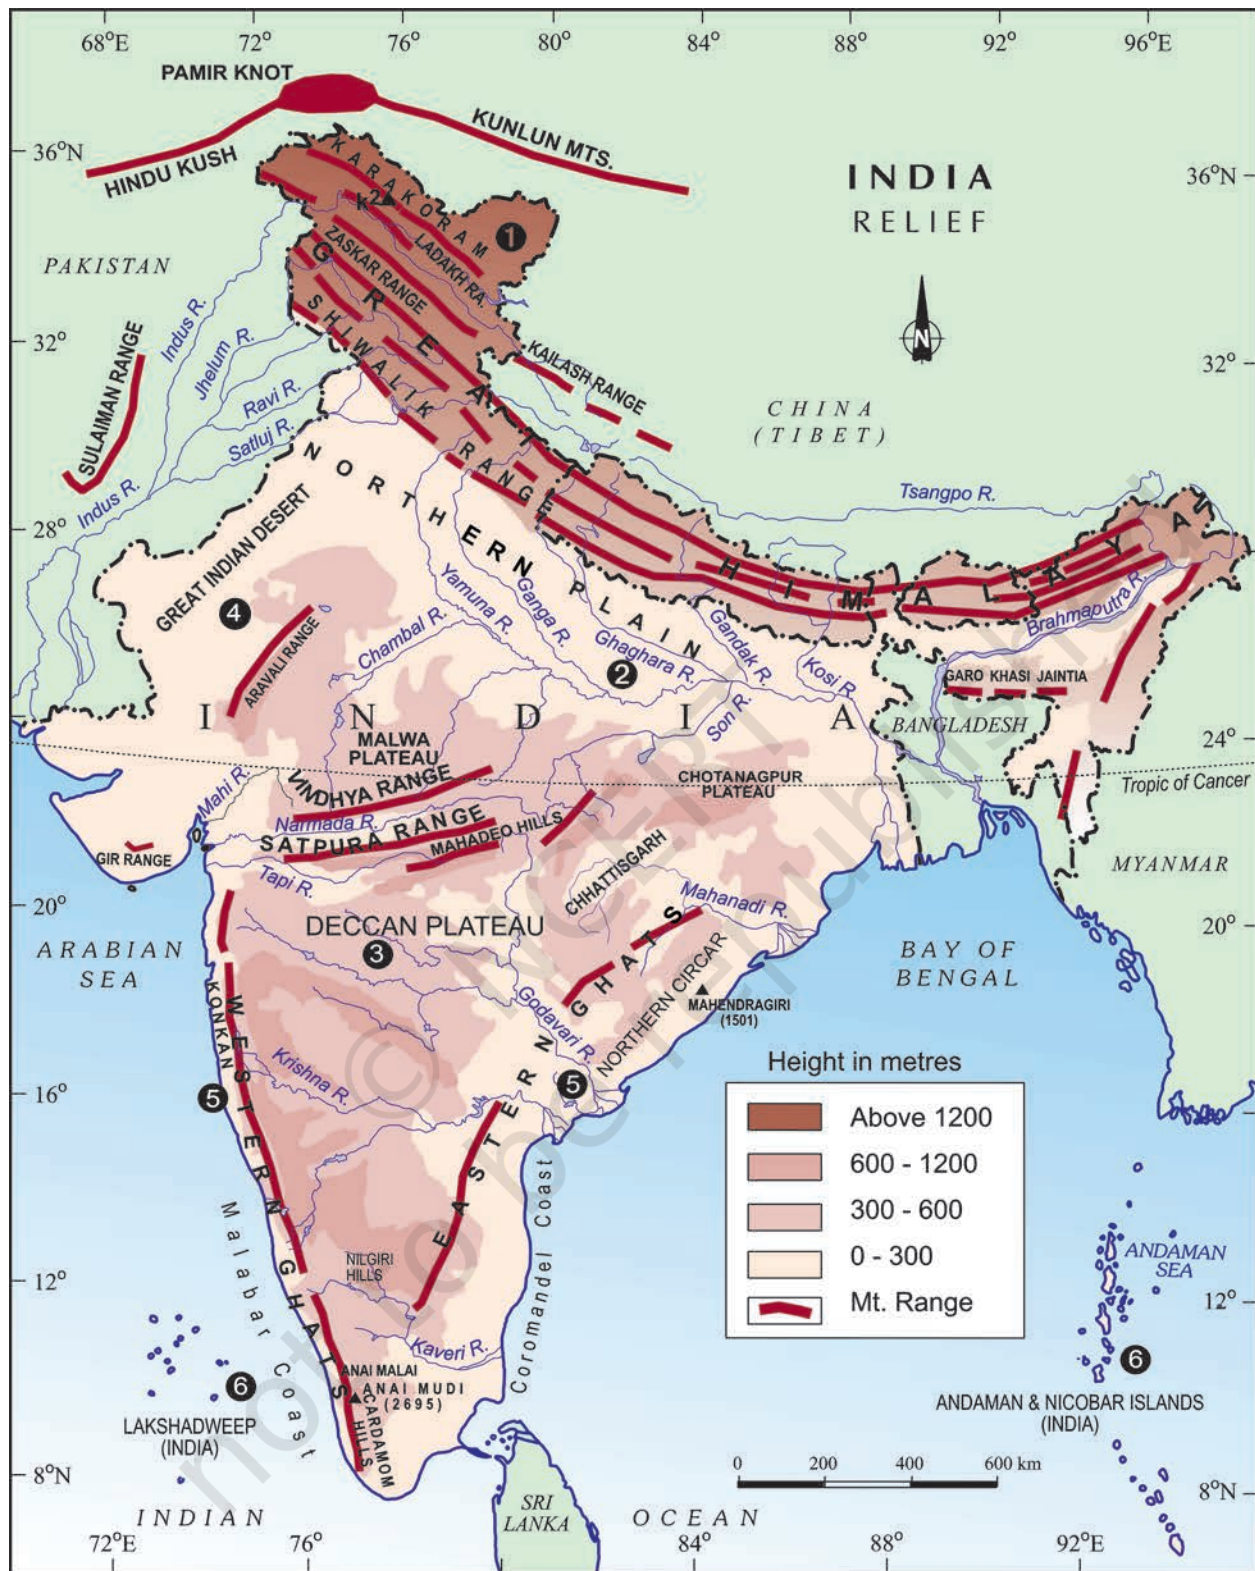 68°E
72°
76°
80°
84°
88°
92°
96°E
PAMIR KNOT
KUNLUN MTS.
HINDU KUSH
36°N
36°N
INDIA
RELIEF
KARAKORAM
K2
1
LADAKH RA.
ZASKAR RANGE
PAKISTAN
GREAT HIMALAYA
SHIWALIK RANGE
KAILASH RANGE
N
32°
32°
Indus R.
Jhelum R.
Ravi R.
Satluj R.
SULAIMAN RANGE
CHINA
(TIBET)
Indus R.
Tsangpo R.
28°
28°
NORTHERN PLAIN
GREAT INDIAN DESERT
4
ARAVALI RANGE
Chambal R.
Yamuna R.
Ganga R.
Ghaghara R.
2
Gandak R.
Kosi R.
Son R.
Brahmaputra R.
GARO KHASI JAINTIA
BANGLADESH
INDIA
24°
24°
MALWA
PLATEAU
VINDHYA RANGE
CHOTANAGPUR
PLATEAU
Tropic of Cancer
Mahi R.
Narmada R.
SATPURA RANGE
MAHADEO HILLS
GIR RANGE
Tapi R.
CHHATTISGARH
Mahanadi R.
MYANMAR
20°
20°
ARABIAN
SEA
DECCAN PLATEAU
3
BAY OF
BENGAL
EASTERN GHATS
NORTHERN CIRCAR
MAHENDRAGIRI
(1501)
KONKAN
WESTERN GHATS
Godavari R.
Krishna R.
5
5
16°
Height in metres
Above 1200
600 - 1200
300 - 600
0 - 300
Mt. Range
Malabar Coast
Coromandel Coast
NILGIRI
HILLS
ANDAMAN
SEA
12°
12°
Kaveri R.
ANAI MALAI
ANAI MUDI
(2695)
CARDAMOM
HILLS
6
LAKSHADWEEP
(INDIA)
6
ANDAMAN & NICOBAR ISLANDS
(INDIA)
0 200 400 600 km
8°N
8°N
SRI
LANKA
INDIAN OCEAN
72°E
76°
84°
88°
92°E
© NCERT
not to be republished